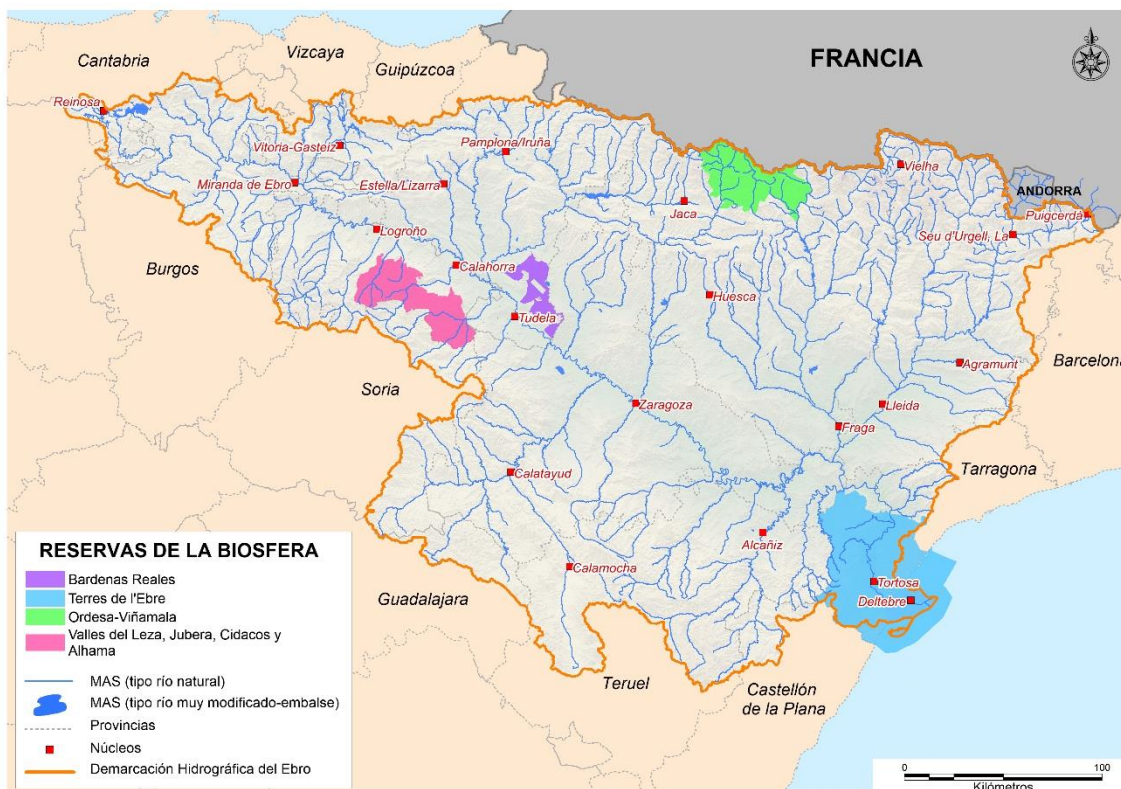 FRANCIA
Cantabria
Vizcaya
Guipúzcoa
Reinosa
Vitoria-Gasteiz
Pamplona/Iruña
Vielha
Miranda de Ebro
Estella/Lizarra
ANDORRA
Jaca
Puigcerdà
Logroño
Seu d'Urgell, La
Burgos
Calahorra
Huesca
Tudela
Barcelona
Agramunt
Soria
Zaragoza
Lleida
Fraga
Calatayud
Tarragona
Alcañiz
Calamocha
Tortosa
Deltebre
Guadalajara
Teruel
Castellón
de la Plana
RESERVAS DE LA BIOSFERA
Bardenas Reales
Terres de l'Ebre
Ordesa-Viñamala
Valles del Leza, Jubera, Cidacos y
Alhama
MAS (tipo río natural)
MAS (tipo río muy modificado-embalse)
Provincias
Núcleos
Demarcación Hidrográfica del Ebro
0 100
Kilómetros